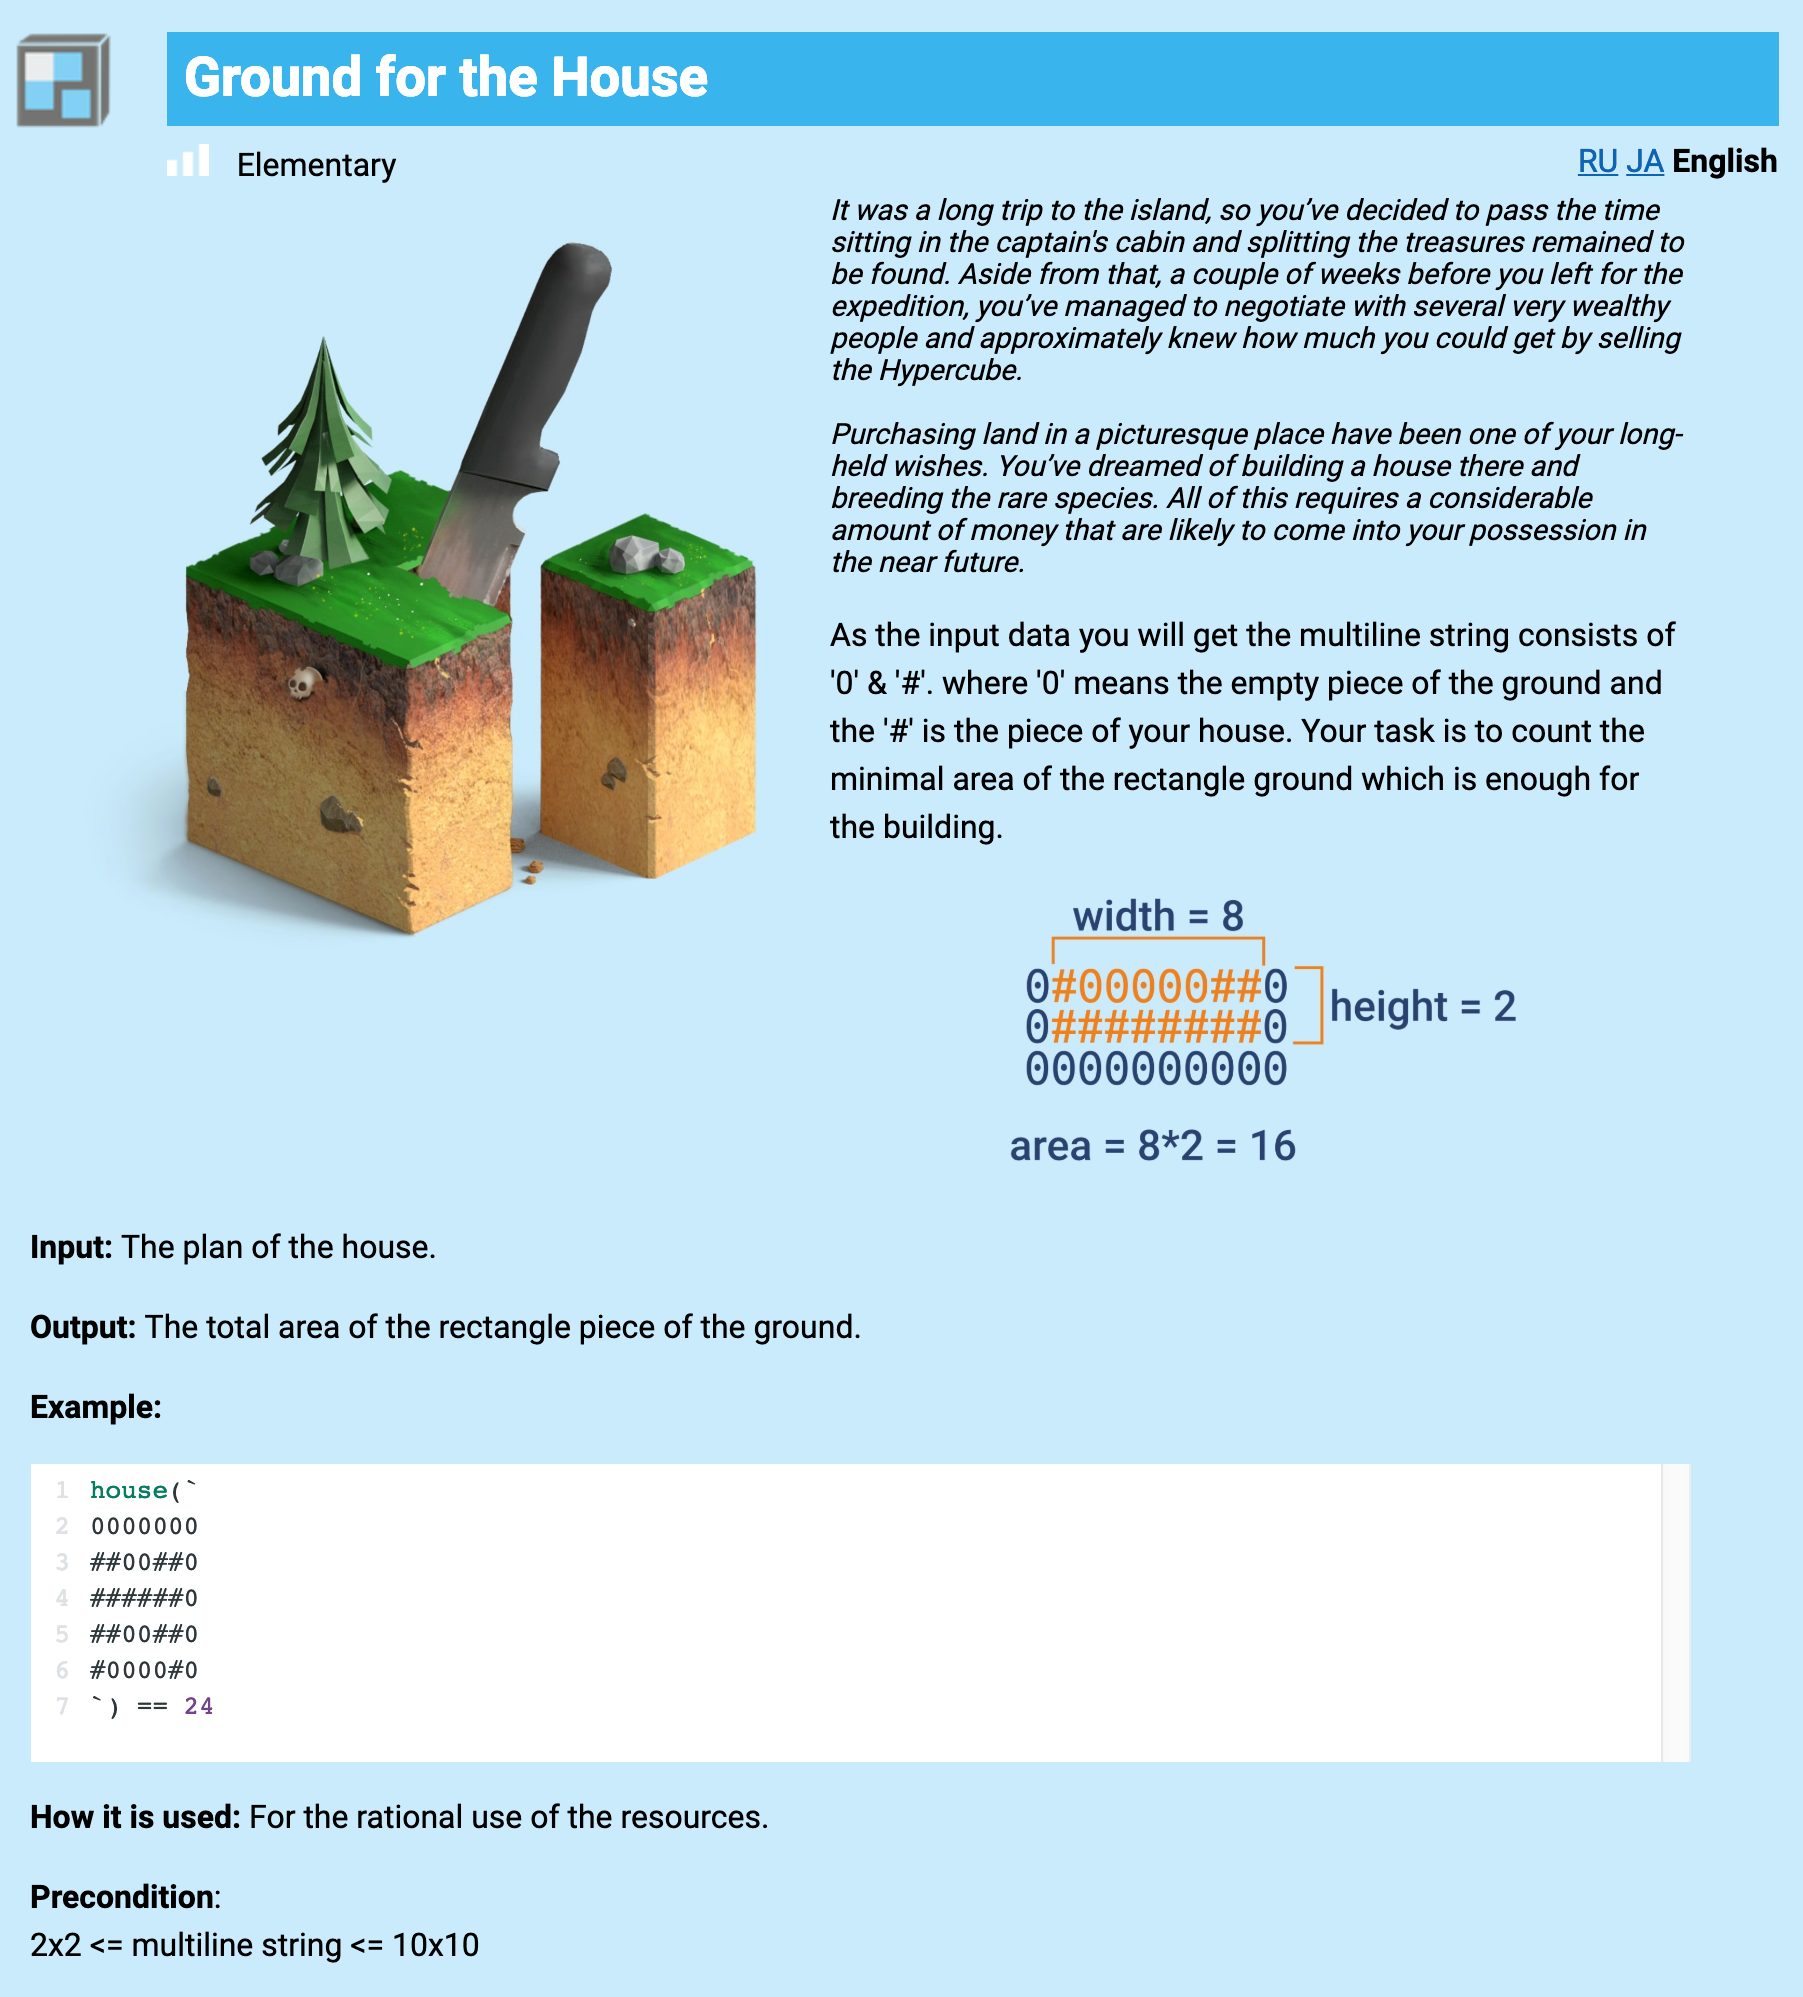 Ground for the House
Elementary
RU JA English
It was a long trip to the island, so you’ve decided to pass the time
sitting in the captain's cabin and splitting the treasures remained to
be found. Aside from that, a couple of weeks before you left for the
expedition, you’ve managed to negotiate with several very wealthy
people and approximately knew how much you could get by selling
the Hypercube.
Purchasing land in a picturesque place have been one of your long-
held wishes. You’ve dreamed of building a house there and
breeding the rare species. All of this requires a considerable
amount of money that are likely to come into your possession in
the near future.
As the input data you will get the multiline string consists of
'0' & '#'. where '0' means the empty piece of the ground and
the '#' is the piece of your house. Your task is to count the
minimal area of the rectangle ground which is enough for
the building.
width = 8
0#00000##0
0########0
0000000000
height = 2
area = 8*2 = 16
Input: The plan of the house.
Output: The total area of the rectangle piece of the ground.
Example:
1 house(`
2 0000000
3 ##00##0
4 ######0
5 ##00##0
6 #0000#0
7 `) == 24
How it is used: For the rational use of the resources.
Precondition:
2x2 <= multiline string <= 10x10